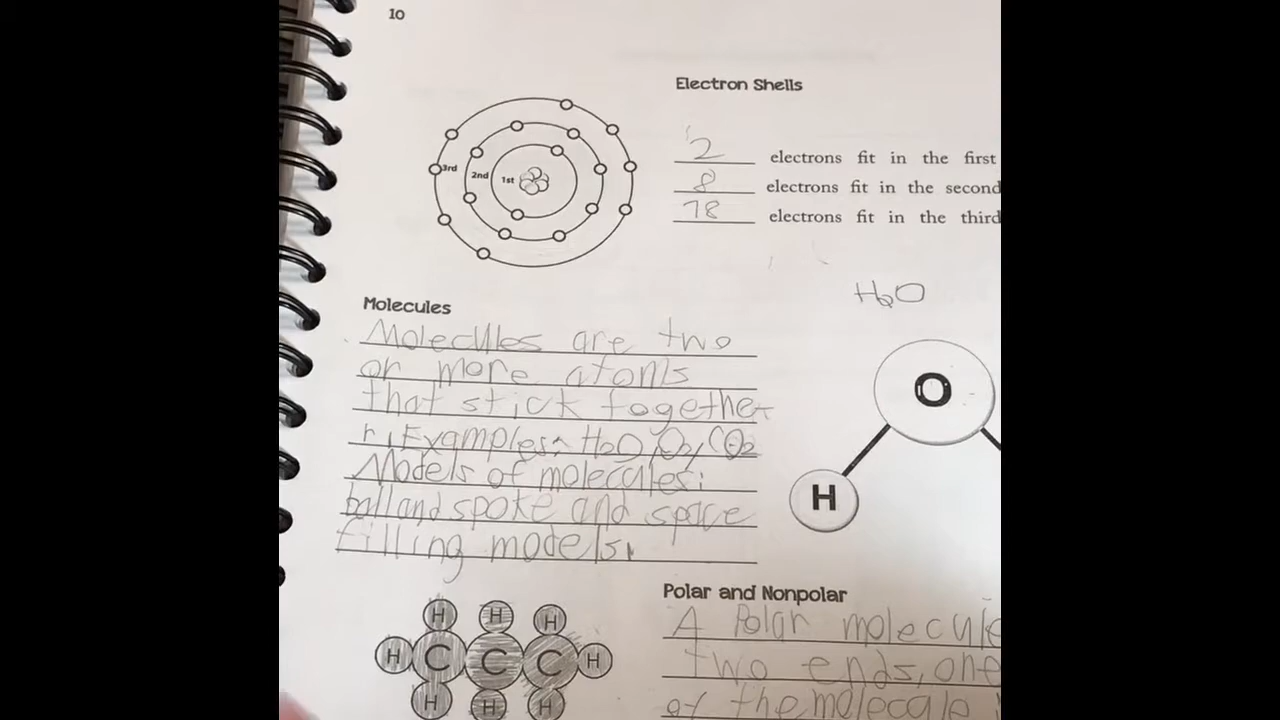 10
Electron Shells
2 electrons fit in the first
8 electrons fit in the second
18 electrons fit in the third
3rd 2nd 1st
H2O
Molecules
Molecules are two
or more atoms
that stick togethe
r. Examples: H2O, O2, CO2
Models of molecules:
ball and spoke and space
filling models.
O
H
Polar and Nonpolar
A Polar molecule
two ends, one
of the molecule
H H H
H C C C H
H H H